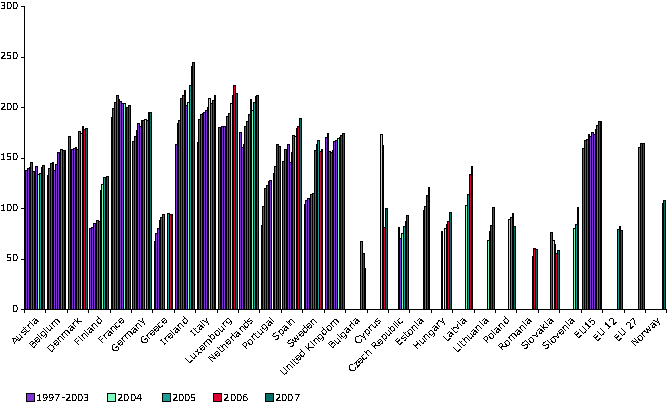 300
250
200
150
100
50
0
Austria
Belgium
Denmark
Finland
France
Germany
Greece
Ireland
Italy
Luxembourg
Netherlands
Portugal
Spain
Sweden
United Kingdom
Bulgaria
Cyprus
Czech Republic
Estonia
Hungary
Latvia
Lithuania
Poland
Romania
Slovakia
Slovenia
EU15
EU 12
EU 27
Norway
1997-2003 2004 2005 2006 2007